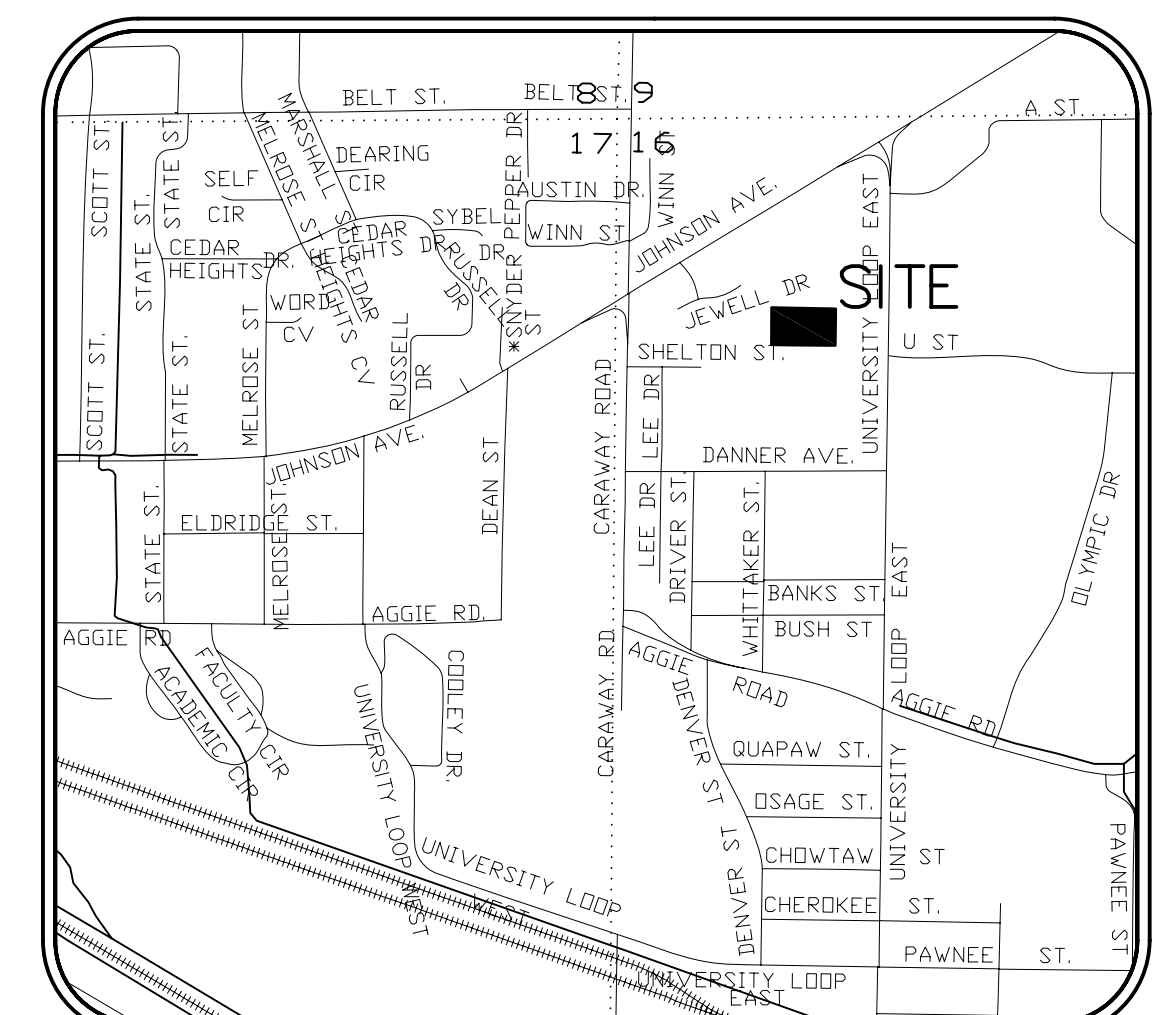 BELT ST.
BELT ST.
8 9
17 16
A ST.
SCOTT ST
STATE ST
MARSHALL ST
MELROSE ST
DEARING
CIR
SELF
CIR
SNYDER PEPPER DR
AUSTIN DR.
WINN ST
WINN ST
JOHNSON AVE.
UNIVERSITY LOOP EAST
STATE ST.
SYBEL
DR
CEDAR
HEIGHTS DR
CEDAR
HEIGHTS DR.
RUSSELL
DR
CEDAR
HEIGHTS CV
WORD
CV
*
ST
JEWELL DR
SITE
SHELTON ST.
U ST
SCOTT ST.
STATE ST.
MELROSE ST
RUSSELL
DR
CARAWAY ROAD
LEE DR
DANNER AVE.
JOHNSON AVE.
DEAN ST
LEE DR
DRIVER ST.
WHITTAKER ST.
OLYMPIC DR
STATE ST.
ELDRIDGE ST.
MELROSE ST.
BANKS ST.
BUSH ST
AGGIE RD.
AGGIE RD
AGGIE
ROAD
AGGIE RD
UNIVERSITY LOOP EAST
ACADEMIC CIR
FACULTY CIR
COOLEY DR.
UNIVERSITY LOOP
WEST
CARAWAY RD
DENVER ST
QUAPAW ST.
OSAGE ST.
CHOWTAW ST
CHEROKEE ST.
DENVER ST
PAWNEE ST.
PAWNEE ST
UNIVERSITY LOOP
WEST
UNIVERSITY LOOP
EAST